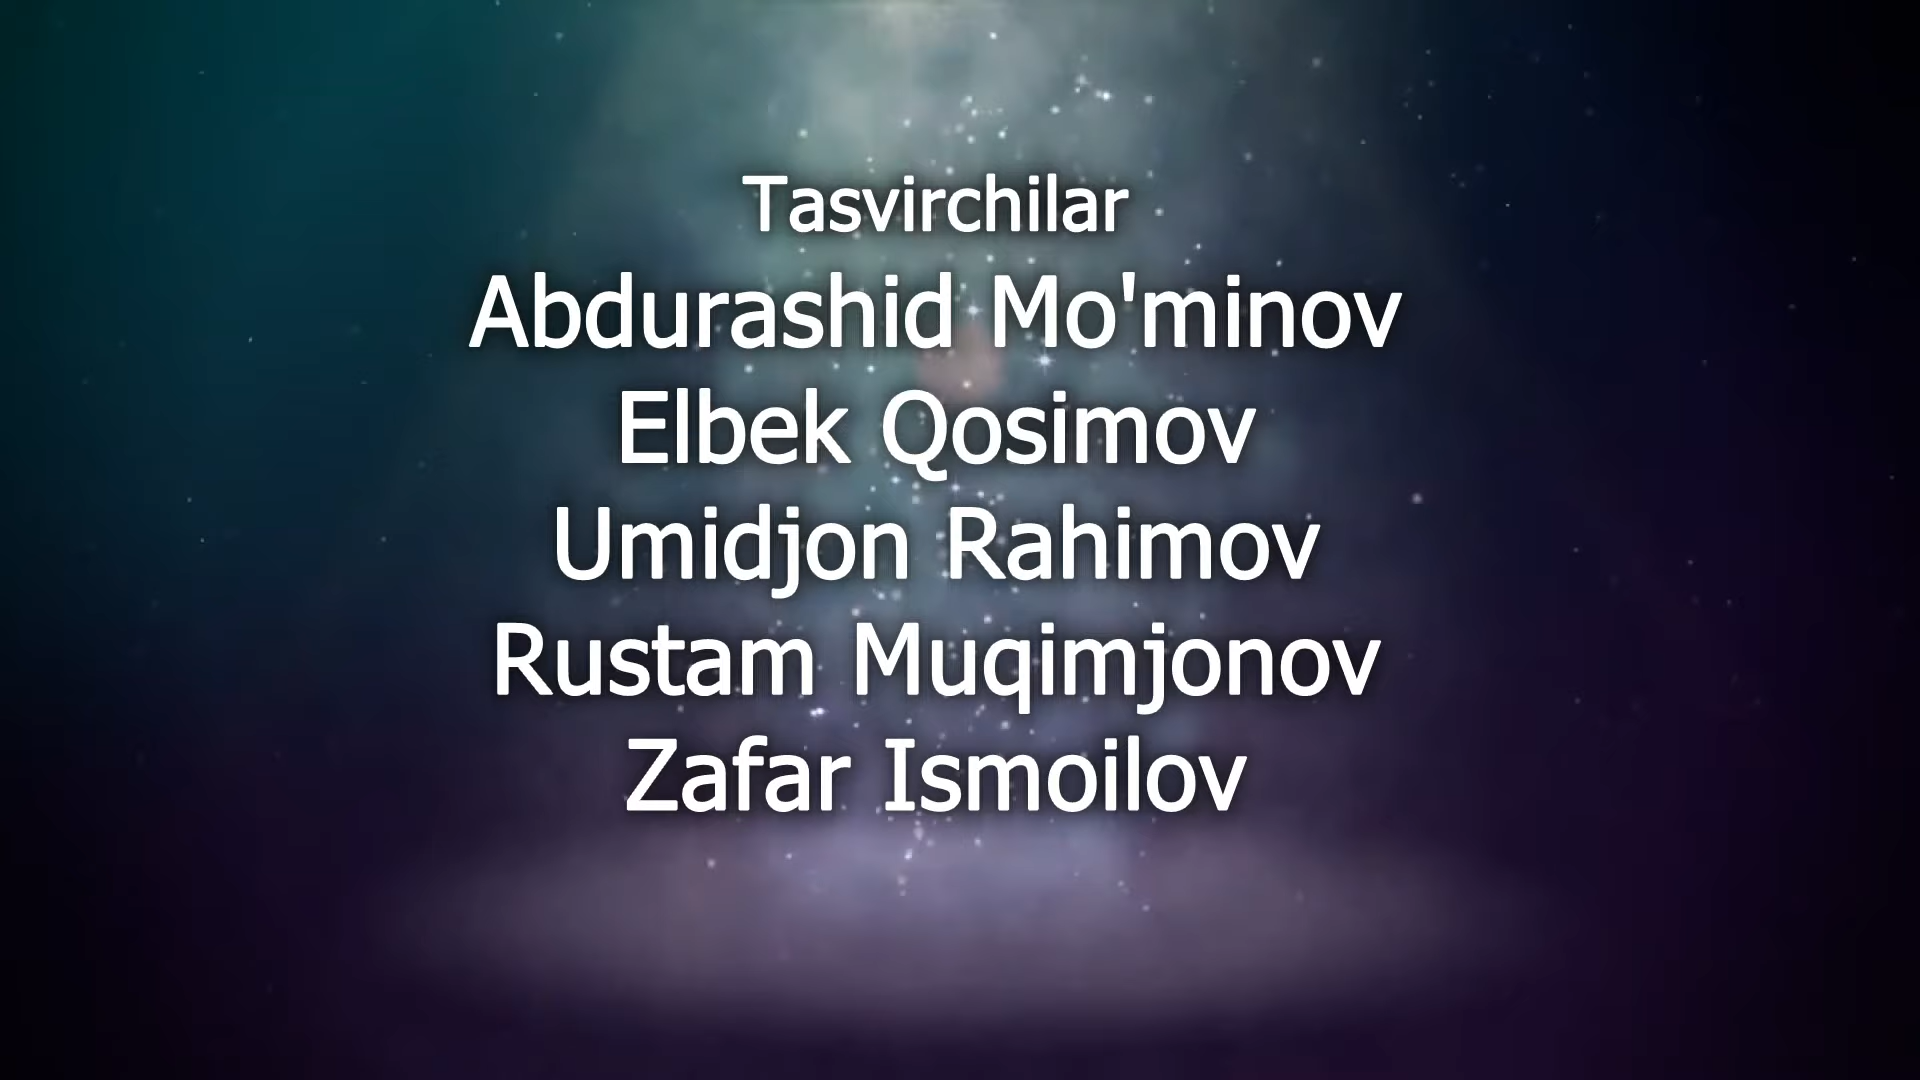 Tasvirchilar
Abdurashid Mo'minov
Elbek Qosimov
Umidjon Rahimov
Rustam Muqimjonov
Zafar Ismoilov